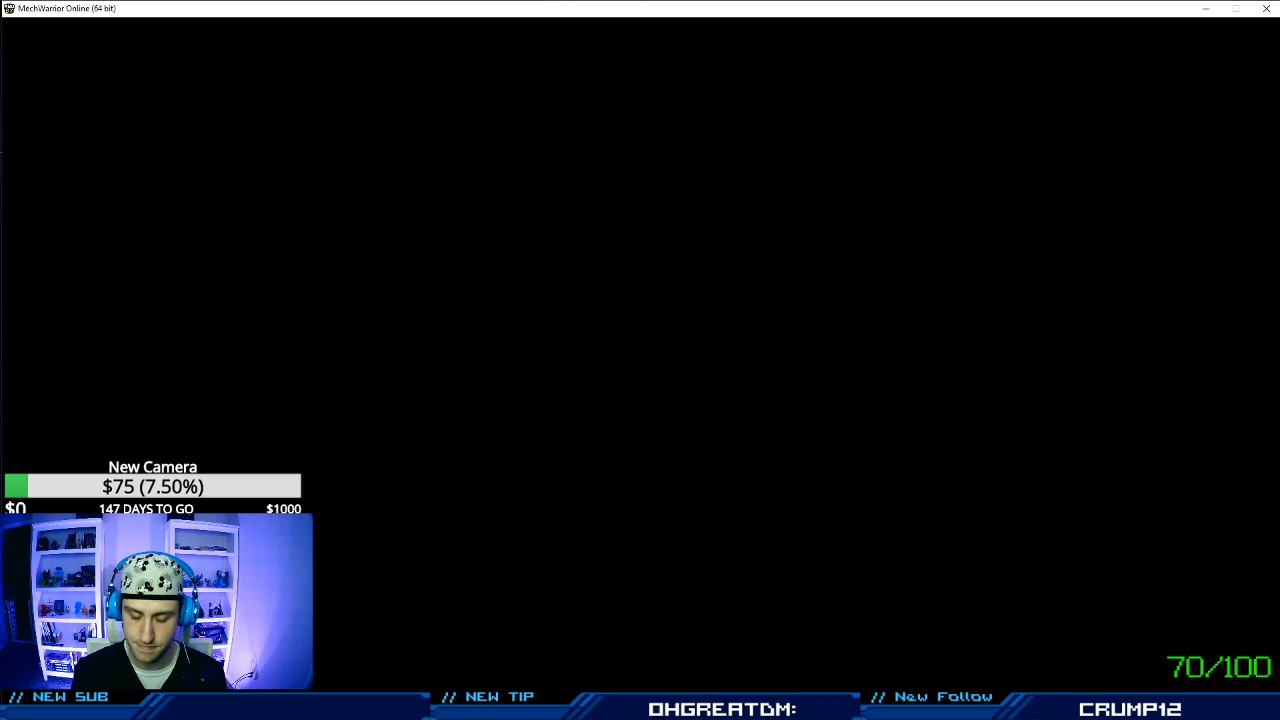 MechWarrior Online (64 bit)
New Camera
$75 (7.50%)
$0 147 DAYS TO GO $1000
70/100
// NEW SUB // NEW TIP // New Follow
OHGREATDM: CRUMP12